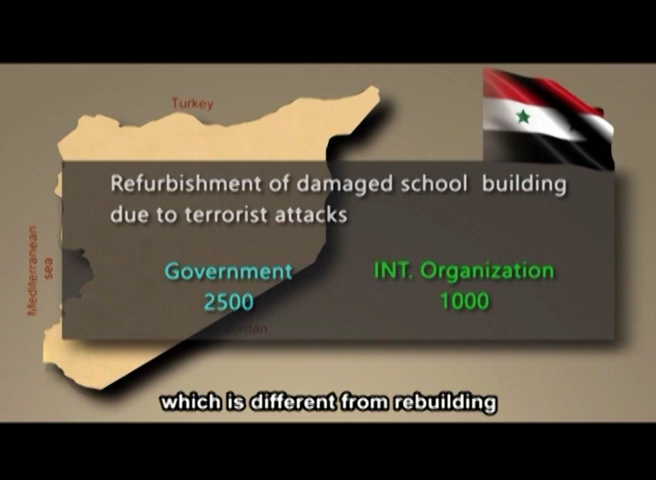 Turkey
Refurbishment of damaged school building
due to terrorist attacks
Mediterranean
sea
Government
INT. Organization
2500
1000
which is different from rebuilding